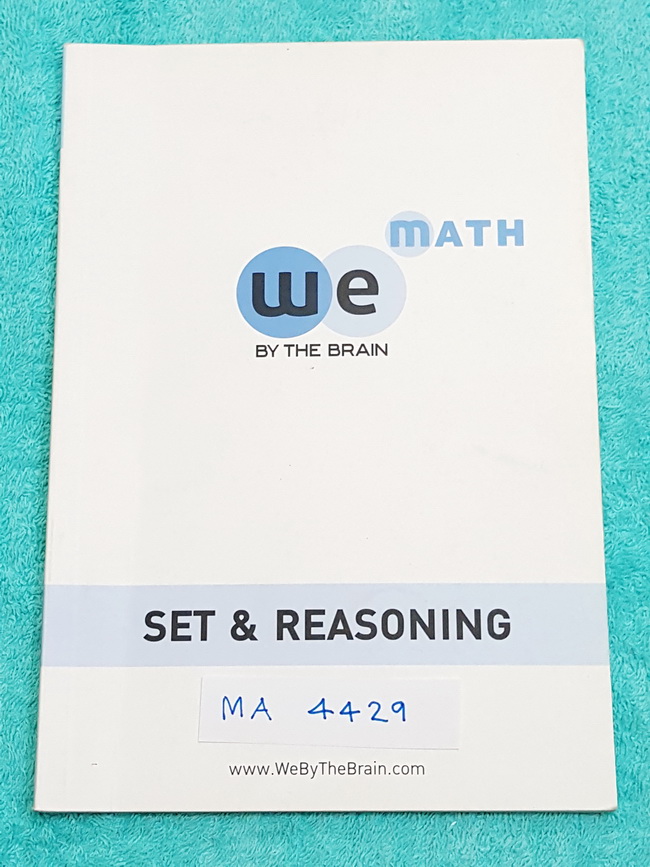 mATH
we
BY THE BRAIN
SET & REASONING
MA 4429
www.WeByTheBrain.com